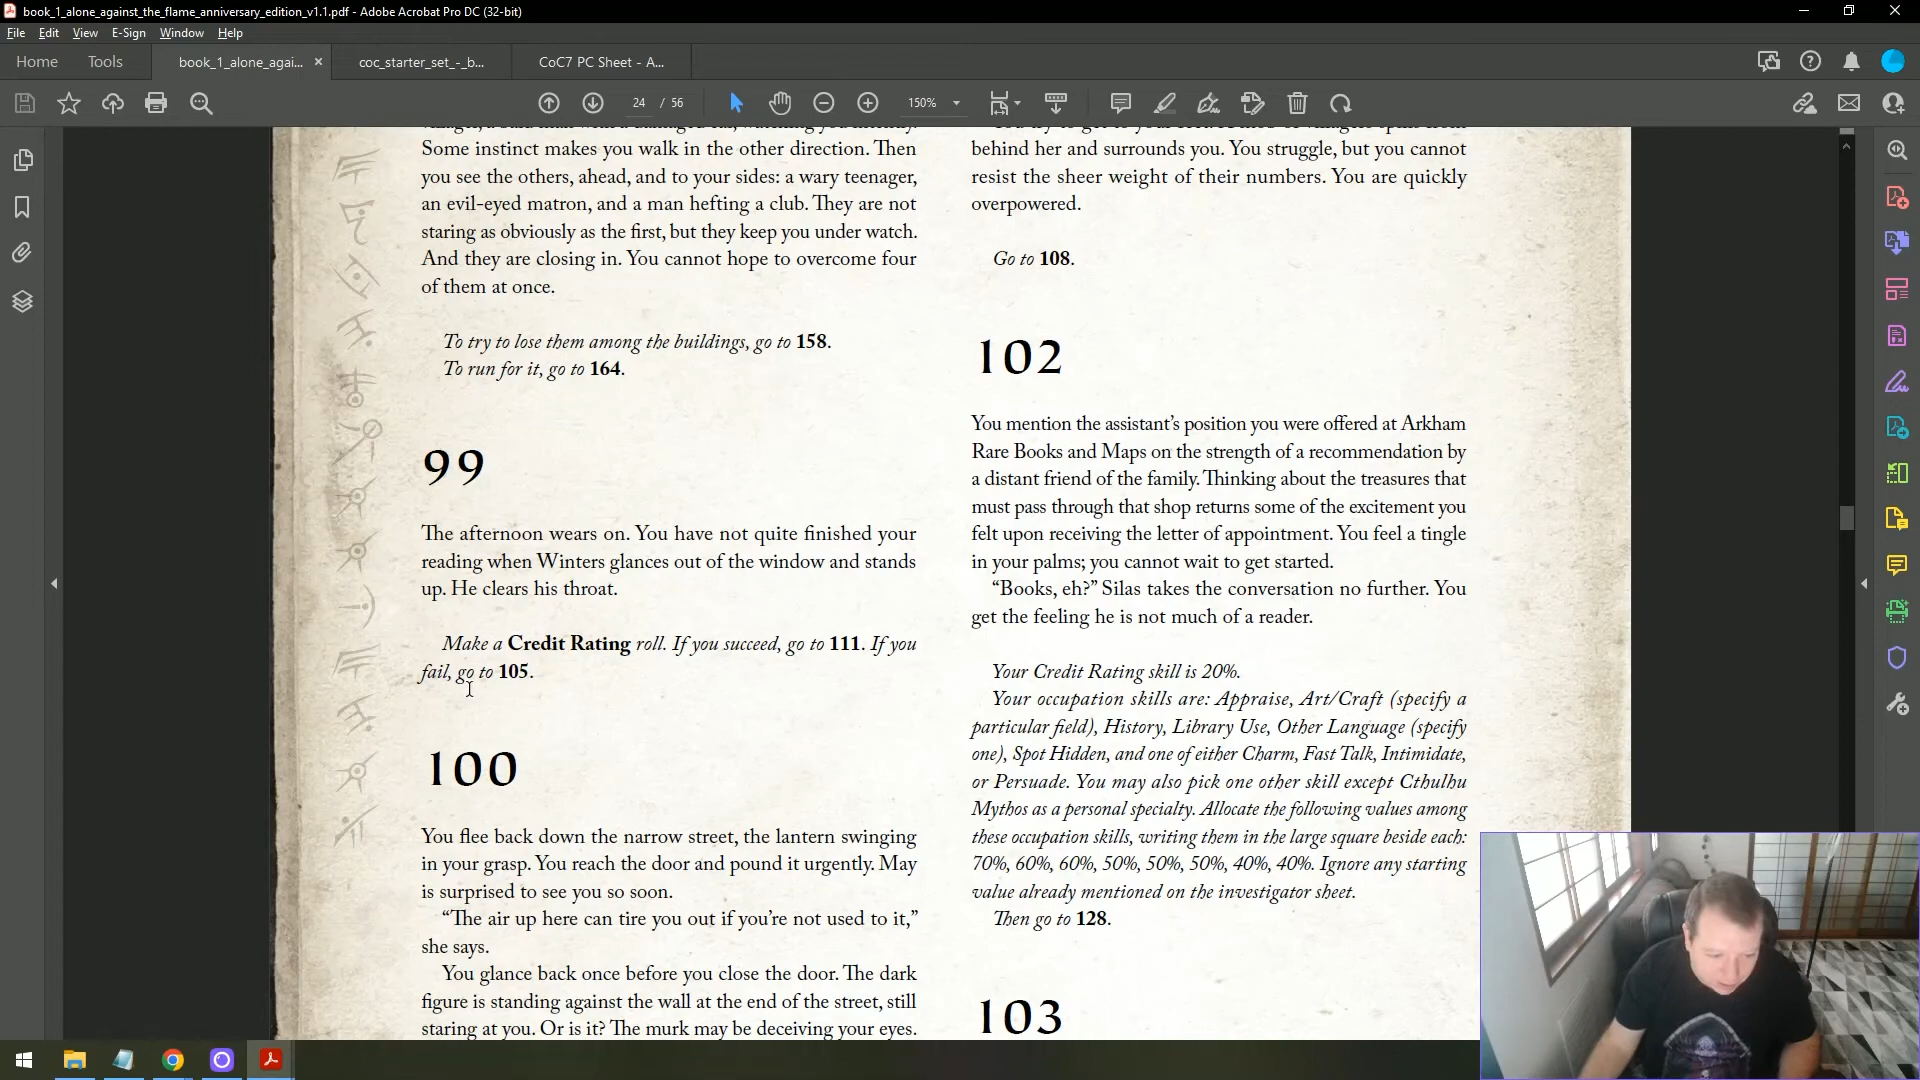 book_1_alone_against_the_flame_anniversary_edition_v1.1.pdf - Adobe Acrobat Pro DC (32-bit)
File Edit View E-Sign Window Help
Home Tools book_1_alone_agai... × coc_starter_set_-_b... CoC7 PC Sheet - A...
24 / 56 150%
Some instinct makes you walk in the other direction. Then
you see the others, ahead, and to your sides: a wary teenager,
an evil-eyed matron, and a man hefting a club. They are not
staring as obviously as the first, but they keep you under watch.
And they are closing in. You cannot hope to overcome four
of them at once.
To try to lose them among the buildings, go to 158.
To run for it, go to 164.
99
The afternoon wears on. You have not quite finished your
reading when Winters glances out of the window and stands
up. He clears his throat.
Make a Credit Rating roll. If you succeed, go to 111. If you
fail, go to 105.
100
You flee back down the narrow street, the lantern swinging
in your grasp. You reach the door and pound it urgently. May
is surprised to see you so soon.
“The air up here can tire you out if you’re not used to it,”
she says.
You glance back once before you close the door. The dark
figure is standing against the wall at the end of the street, still
staring at you. Or is it? The murk may be deceiving your eyes.
behind her and surrounds you. You struggle, but you cannot
resist the sheer weight of their numbers. You are quickly
overpowered.
Go to 108.
102
You mention the assistant’s position you were offered at Arkham
Rare Books and Maps on the strength of a recommendation by
a distant friend of the family. Thinking about the treasures that
must pass through that shop returns some of the excitement you
felt upon receiving the letter of appointment. You feel a tingle
in your palms; you cannot wait to get started.
“Books, eh?” Silas takes the conversation no further. You
get the feeling he is not much of a reader.
Your Credit Rating skill is 20%.
Your occupation skills are: Appraise, Art/Craft (specify a
particular field), History, Library Use, Other Language (specify
one), Spot Hidden, and one of either Charm, Fast Talk, Intimidate,
or Persuade. You may also pick one other skill except Cthulhu
Mythos as a personal specialty. Allocate the following values among
these occupation skills, writing them in the large square beside each:
70%, 60%, 60%, 50%, 50%, 50%, 40%, 40%. Ignore any starting
value already mentioned on the investigator sheet.
Then go to 128.
103